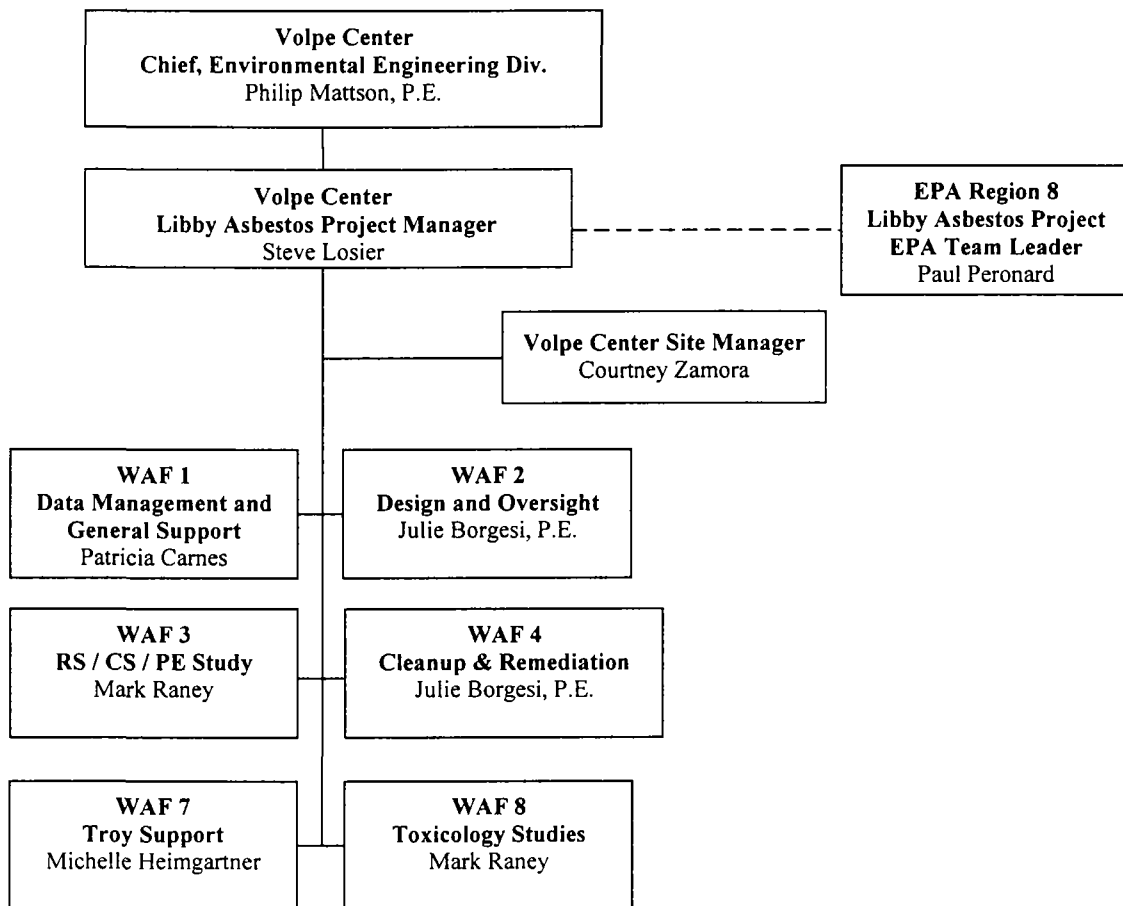 Volpe Center
Chief, Environmental Engineering Div.
Philip Mattson, P.E.
Volpe Center
Libby Asbestos Project Manager
Steve Losier
EPA Region 8
Libby Asbestos Project
EPA Team Leader
Paul Peronard
Volpe Center Site Manager
Courtney Zamora
WAF 1
Data Management and
General Support
Patricia Carnes
WAF 2
Design and Oversight
Julie Borgesi, P.E.
WAF 3
RS / CS / PE Study
Mark Raney
WAF 4
Cleanup & Remediation
Julie Borgesi, P.E.
WAF 7
Troy Support
Michelle Heimgartner
WAF 8
Toxicology Studies
Mark Raney